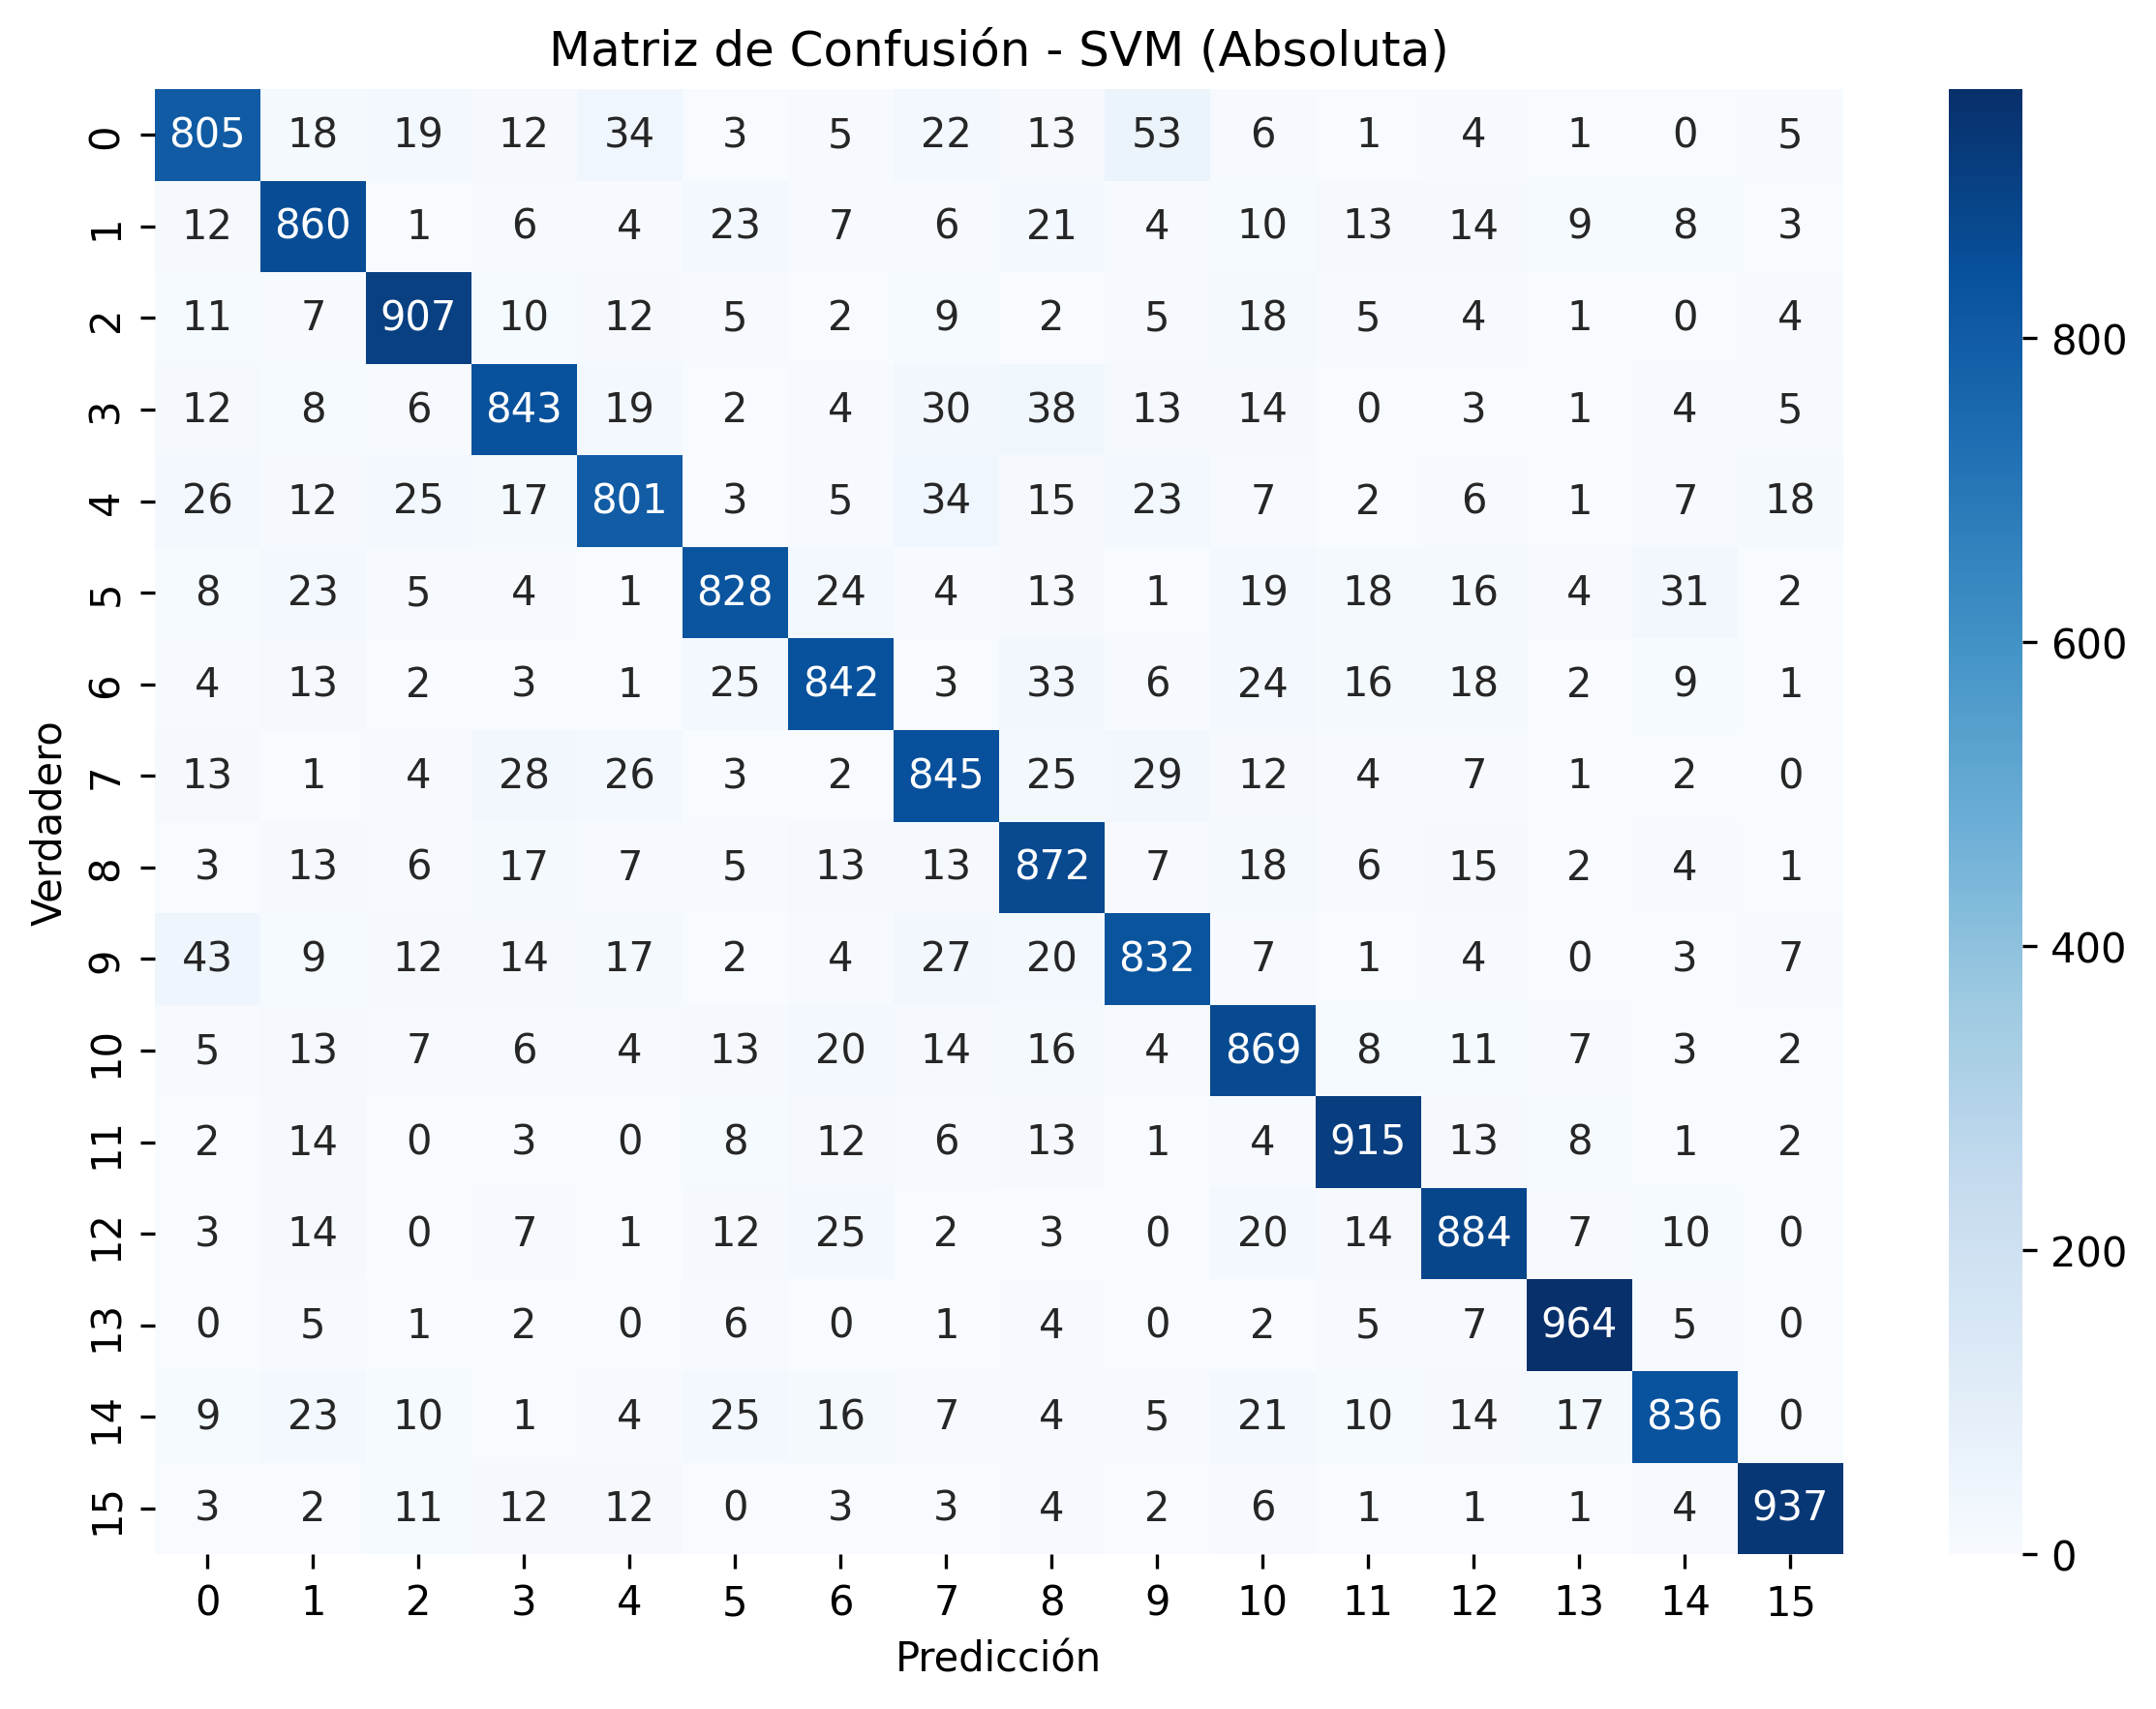 Matriz de Confusión - SVM (Absoluta)
0 805 18 19 12 34 3 5 22 13 53 6 1 4 1 0 5
1 12 860 1 6 4 23 7 6 21 4 10 13 14 9 8 3
2 11 7 907 10 12 5 2 9 2 5 18 5 4 1 0 4
800
3 12 8 6 843 19 2 4 30 38 13 14 0 3 1 4 5
4 26 12 25 17 801 3 5 34 15 23 7 2 6 1 7 18
5 8 23 5 4 1 828 24 4 13 1 19 18 16 4 31 2
600
6 4 13 2 3 1 25 842 3 33 6 24 16 18 2 9 1
Verdadero
7 13 1 4 28 26 3 2 845 25 29 12 4 7 1 2 0
8 3 13 6 17 7 5 13 13 872 7 18 6 15 2 4 1
400
9 43 9 12 14 17 2 4 27 20 832 7 1 4 0 3 7
10 5 13 7 6 4 13 20 14 16 4 869 8 11 7 3 2
11 2 14 0 3 0 8 12 6 13 1 4 915 13 8 1 2
12 3 14 0 7 1 12 25 2 3 0 20 14 884 7 10 0
200
13 0 5 1 2 0 6 0 1 4 0 2 5 7 964 5 0
14 9 23 10 1 4 25 16 7 4 5 21 10 14 17 836 0
15 3 2 11 12 12 0 3 3 4 2 6 1 1 1 4 937
0
0 1 2 3 4 5 6 7 8 9 10 11 12 13 14 15
Predicción